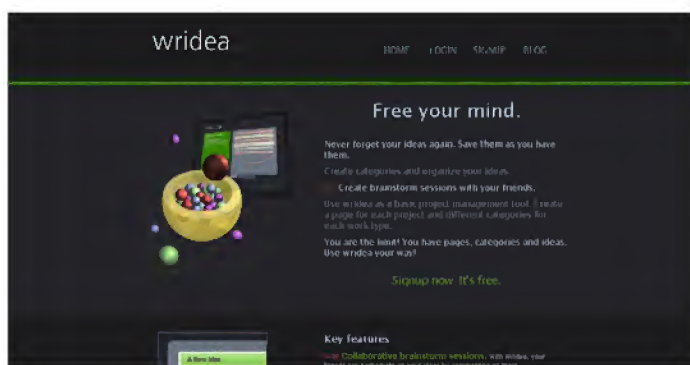 wridea
HOME LOGIN SIGNUP BLOG
Free your mind.
Never forget your ideas again. Save them as you have
them.
Create categories and organize your ideas.
Create brainstorm sessions with your friends.
Use wridea as a basic project management tool. Create
a page for each project and different categories for
each work type.
You are the limit! You have pages, categories and ideas.
Use wridea your way!
Signup now It's free.
Key features
Collaborative brainstorm sessions. With wridea, your
A New Idea